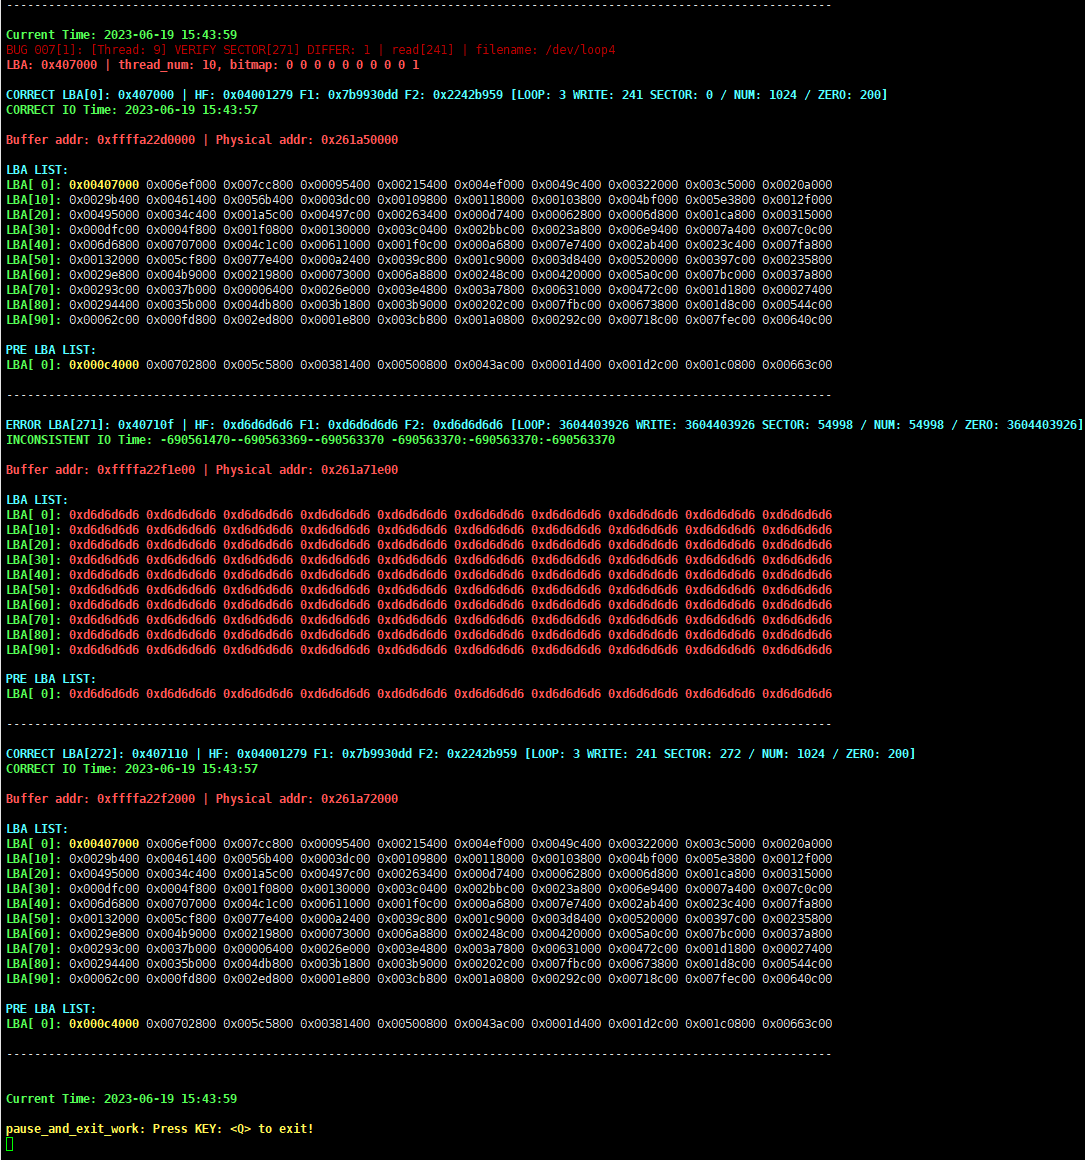 ------------------------------------------------------------------------------------------------------------------------
Current Time: 2023-06-19 15:43:59
BUG 007[1]: [Thread: 9] VERIFY SECTOR[271] DIFFER: 1 | read[241] | filename: /dev/loop4
LBA: 0x407000 | thread_num: 10, bitmap: 0 0 0 0 0 0 0 0 0 1
CORRECT LBA[0]: 0x407000 | HF: 0x04001279 F1: 0x7b9930dd F2: 0x2242b959 [LOOP: 3 WRITE: 241 SECTOR: 0 / NUM: 1024 / ZERO: 200]
CORRECT IO Time: 2023-06-19 15:43:57
Buffer addr: 0xffffa22d0000 | Physical addr: 0x261a50000
LBA LIST:
LBA[ 0]: 0x00407000 0x006ef000 0x007cc800 0x00095400 0x00215400 0x004ef000 0x0049c400 0x00322000 0x003c5000 0x0020a000
LBA[10]: 0x0029b400 0x00461400 0x0056b400 0x0003dc00 0x00109800 0x00118000 0x00103800 0x004bf000 0x005e3800 0x0012f000
LBA[20]: 0x00495000 0x0034c400 0x001a5c00 0x00497c00 0x00263400 0x000d7400 0x00062800 0x0006d800 0x001ca800 0x00315000
LBA[30]: 0x000dfc00 0x0004f800 0x001f0800 0x00130000 0x003c0400 0x002bbc00 0x0023a800 0x006e9400 0x0007a400 0x007c0c00
LBA[40]: 0x006d6800 0x00707000 0x004c1c00 0x00611000 0x001f0c00 0x000a6800 0x007e7400 0x002ab400 0x0023c400 0x007fa800
LBA[50]: 0x00132000 0x005cf800 0x0077e400 0x000a2400 0x0039c800 0x001c9000 0x003d8400 0x00520000 0x00397c00 0x00235800
LBA[60]: 0x0029e800 0x004b9000 0x00219800 0x00073000 0x006a8800 0x00248c00 0x00420000 0x005a0c00 0x007bc000 0x0037a800
LBA[70]: 0x00293c00 0x0037b000 0x00006400 0x0026e000 0x003e4800 0x003a7800 0x00631000 0x00472c00 0x001d1800 0x00027400
LBA[80]: 0x00294400 0x0035b000 0x004db800 0x003b1800 0x003b9000 0x00202c00 0x007fbc00 0x00673800 0x001d8c00 0x00544c00
LBA[90]: 0x00062c00 0x000fd800 0x002ed800 0x0001e800 0x003cb800 0x001a0800 0x00292c00 0x00718c00 0x007fec00 0x00640c00
PRE LBA LIST:
LBA[ 0]: 0x000c4000 0x00702800 0x005c5800 0x00381400 0x00500800 0x0043ac00 0x0001d400 0x001d2c00 0x001c0800 0x00663c00
------------------------------------------------------------------------------------------------------------------------
ERROR LBA[271]: 0x40710f | HF: 0xd6d6d6d6 F1: 0xd6d6d6d6 F2: 0xd6d6d6d6 [LOOP: 3604403926 WRITE: 3604403926 SECTOR: 54998 / NUM: 54998 / ZERO: 3604403926]
INCONSISTENT IO Time: -690561470--690563369--690563370 -690563370:-690563370:-690563370
Buffer addr: 0xffffa22f1e00 | Physical addr: 0x261a71e00
LBA LIST:
LBA[ 0]: 0xd6d6d6d6 0xd6d6d6d6 0xd6d6d6d6 0xd6d6d6d6 0xd6d6d6d6 0xd6d6d6d6 0xd6d6d6d6 0xd6d6d6d6 0xd6d6d6d6 0xd6d6d6d6
LBA[10]: 0xd6d6d6d6 0xd6d6d6d6 0xd6d6d6d6 0xd6d6d6d6 0xd6d6d6d6 0xd6d6d6d6 0xd6d6d6d6 0xd6d6d6d6 0xd6d6d6d6 0xd6d6d6d6
LBA[20]: 0xd6d6d6d6 0xd6d6d6d6 0xd6d6d6d6 0xd6d6d6d6 0xd6d6d6d6 0xd6d6d6d6 0xd6d6d6d6 0xd6d6d6d6 0xd6d6d6d6 0xd6d6d6d6
LBA[30]: 0xd6d6d6d6 0xd6d6d6d6 0xd6d6d6d6 0xd6d6d6d6 0xd6d6d6d6 0xd6d6d6d6 0xd6d6d6d6 0xd6d6d6d6 0xd6d6d6d6 0xd6d6d6d6
LBA[40]: 0xd6d6d6d6 0xd6d6d6d6 0xd6d6d6d6 0xd6d6d6d6 0xd6d6d6d6 0xd6d6d6d6 0xd6d6d6d6 0xd6d6d6d6 0xd6d6d6d6 0xd6d6d6d6
LBA[50]: 0xd6d6d6d6 0xd6d6d6d6 0xd6d6d6d6 0xd6d6d6d6 0xd6d6d6d6 0xd6d6d6d6 0xd6d6d6d6 0xd6d6d6d6 0xd6d6d6d6 0xd6d6d6d6
LBA[60]: 0xd6d6d6d6 0xd6d6d6d6 0xd6d6d6d6 0xd6d6d6d6 0xd6d6d6d6 0xd6d6d6d6 0xd6d6d6d6 0xd6d6d6d6 0xd6d6d6d6 0xd6d6d6d6
LBA[70]: 0xd6d6d6d6 0xd6d6d6d6 0xd6d6d6d6 0xd6d6d6d6 0xd6d6d6d6 0xd6d6d6d6 0xd6d6d6d6 0xd6d6d6d6 0xd6d6d6d6 0xd6d6d6d6
LBA[80]: 0xd6d6d6d6 0xd6d6d6d6 0xd6d6d6d6 0xd6d6d6d6 0xd6d6d6d6 0xd6d6d6d6 0xd6d6d6d6 0xd6d6d6d6 0xd6d6d6d6 0xd6d6d6d6
LBA[90]: 0xd6d6d6d6 0xd6d6d6d6 0xd6d6d6d6 0xd6d6d6d6 0xd6d6d6d6 0xd6d6d6d6 0xd6d6d6d6 0xd6d6d6d6 0xd6d6d6d6 0xd6d6d6d6
PRE LBA LIST:
LBA[ 0]: 0xd6d6d6d6 0xd6d6d6d6 0xd6d6d6d6 0xd6d6d6d6 0xd6d6d6d6 0xd6d6d6d6 0xd6d6d6d6 0xd6d6d6d6 0xd6d6d6d6 0xd6d6d6d6
------------------------------------------------------------------------------------------------------------------------
CORRECT LBA[272]: 0x407110 | HF: 0x04001279 F1: 0x7b9930dd F2: 0x2242b959 [LOOP: 3 WRITE: 241 SECTOR: 272 / NUM: 1024 / ZERO: 200]
CORRECT IO Time: 2023-06-19 15:43:57
Buffer addr: 0xffffa22f2000 | Physical addr: 0x261a72000
LBA LIST:
LBA[ 0]: 0x00407000 0x006ef000 0x007cc800 0x00095400 0x00215400 0x004ef000 0x0049c400 0x00322000 0x003c5000 0x0020a000
LBA[10]: 0x0029b400 0x00461400 0x0056b400 0x0003dc00 0x00109800 0x00118000 0x00103800 0x004bf000 0x005e3800 0x0012f000
LBA[20]: 0x00495000 0x0034c400 0x001a5c00 0x00497c00 0x00263400 0x000d7400 0x00062800 0x0006d800 0x001ca800 0x00315000
LBA[30]: 0x000dfc00 0x0004f800 0x001f0800 0x00130000 0x003c0400 0x002bbc00 0x0023a800 0x006e9400 0x0007a400 0x007c0c00
LBA[40]: 0x006d6800 0x00707000 0x004c1c00 0x00611000 0x001f0c00 0x000a6800 0x007e7400 0x002ab400 0x0023c400 0x007fa800
LBA[50]: 0x00132000 0x005cf800 0x0077e400 0x000a2400 0x0039c800 0x001c9000 0x003d8400 0x00520000 0x00397c00 0x00235800
LBA[60]: 0x0029e800 0x004b9000 0x00219800 0x00073000 0x006a8800 0x00248c00 0x00420000 0x005a0c00 0x007bc000 0x0037a800
LBA[70]: 0x00293c00 0x0037b000 0x00006400 0x0026e000 0x003e4800 0x003a7800 0x00631000 0x00472c00 0x001d1800 0x00027400
LBA[80]: 0x00294400 0x0035b000 0x004db800 0x003b1800 0x003b9000 0x00202c00 0x007fbc00 0x00673800 0x001d8c00 0x00544c00
LBA[90]: 0x00062c00 0x000fd800 0x002ed800 0x0001e800 0x003cb800 0x001a0800 0x00292c00 0x00718c00 0x007fec00 0x00640c00
PRE LBA LIST:
LBA[ 0]: 0x000c4000 0x00702800 0x005c5800 0x00381400 0x00500800 0x0043ac00 0x0001d400 0x001d2c00 0x001c0800 0x00663c00
------------------------------------------------------------------------------------------------------------------------
Current Time: 2023-06-19 15:43:59
pause_and_exit_work: Press KEY: <Q> to exit!